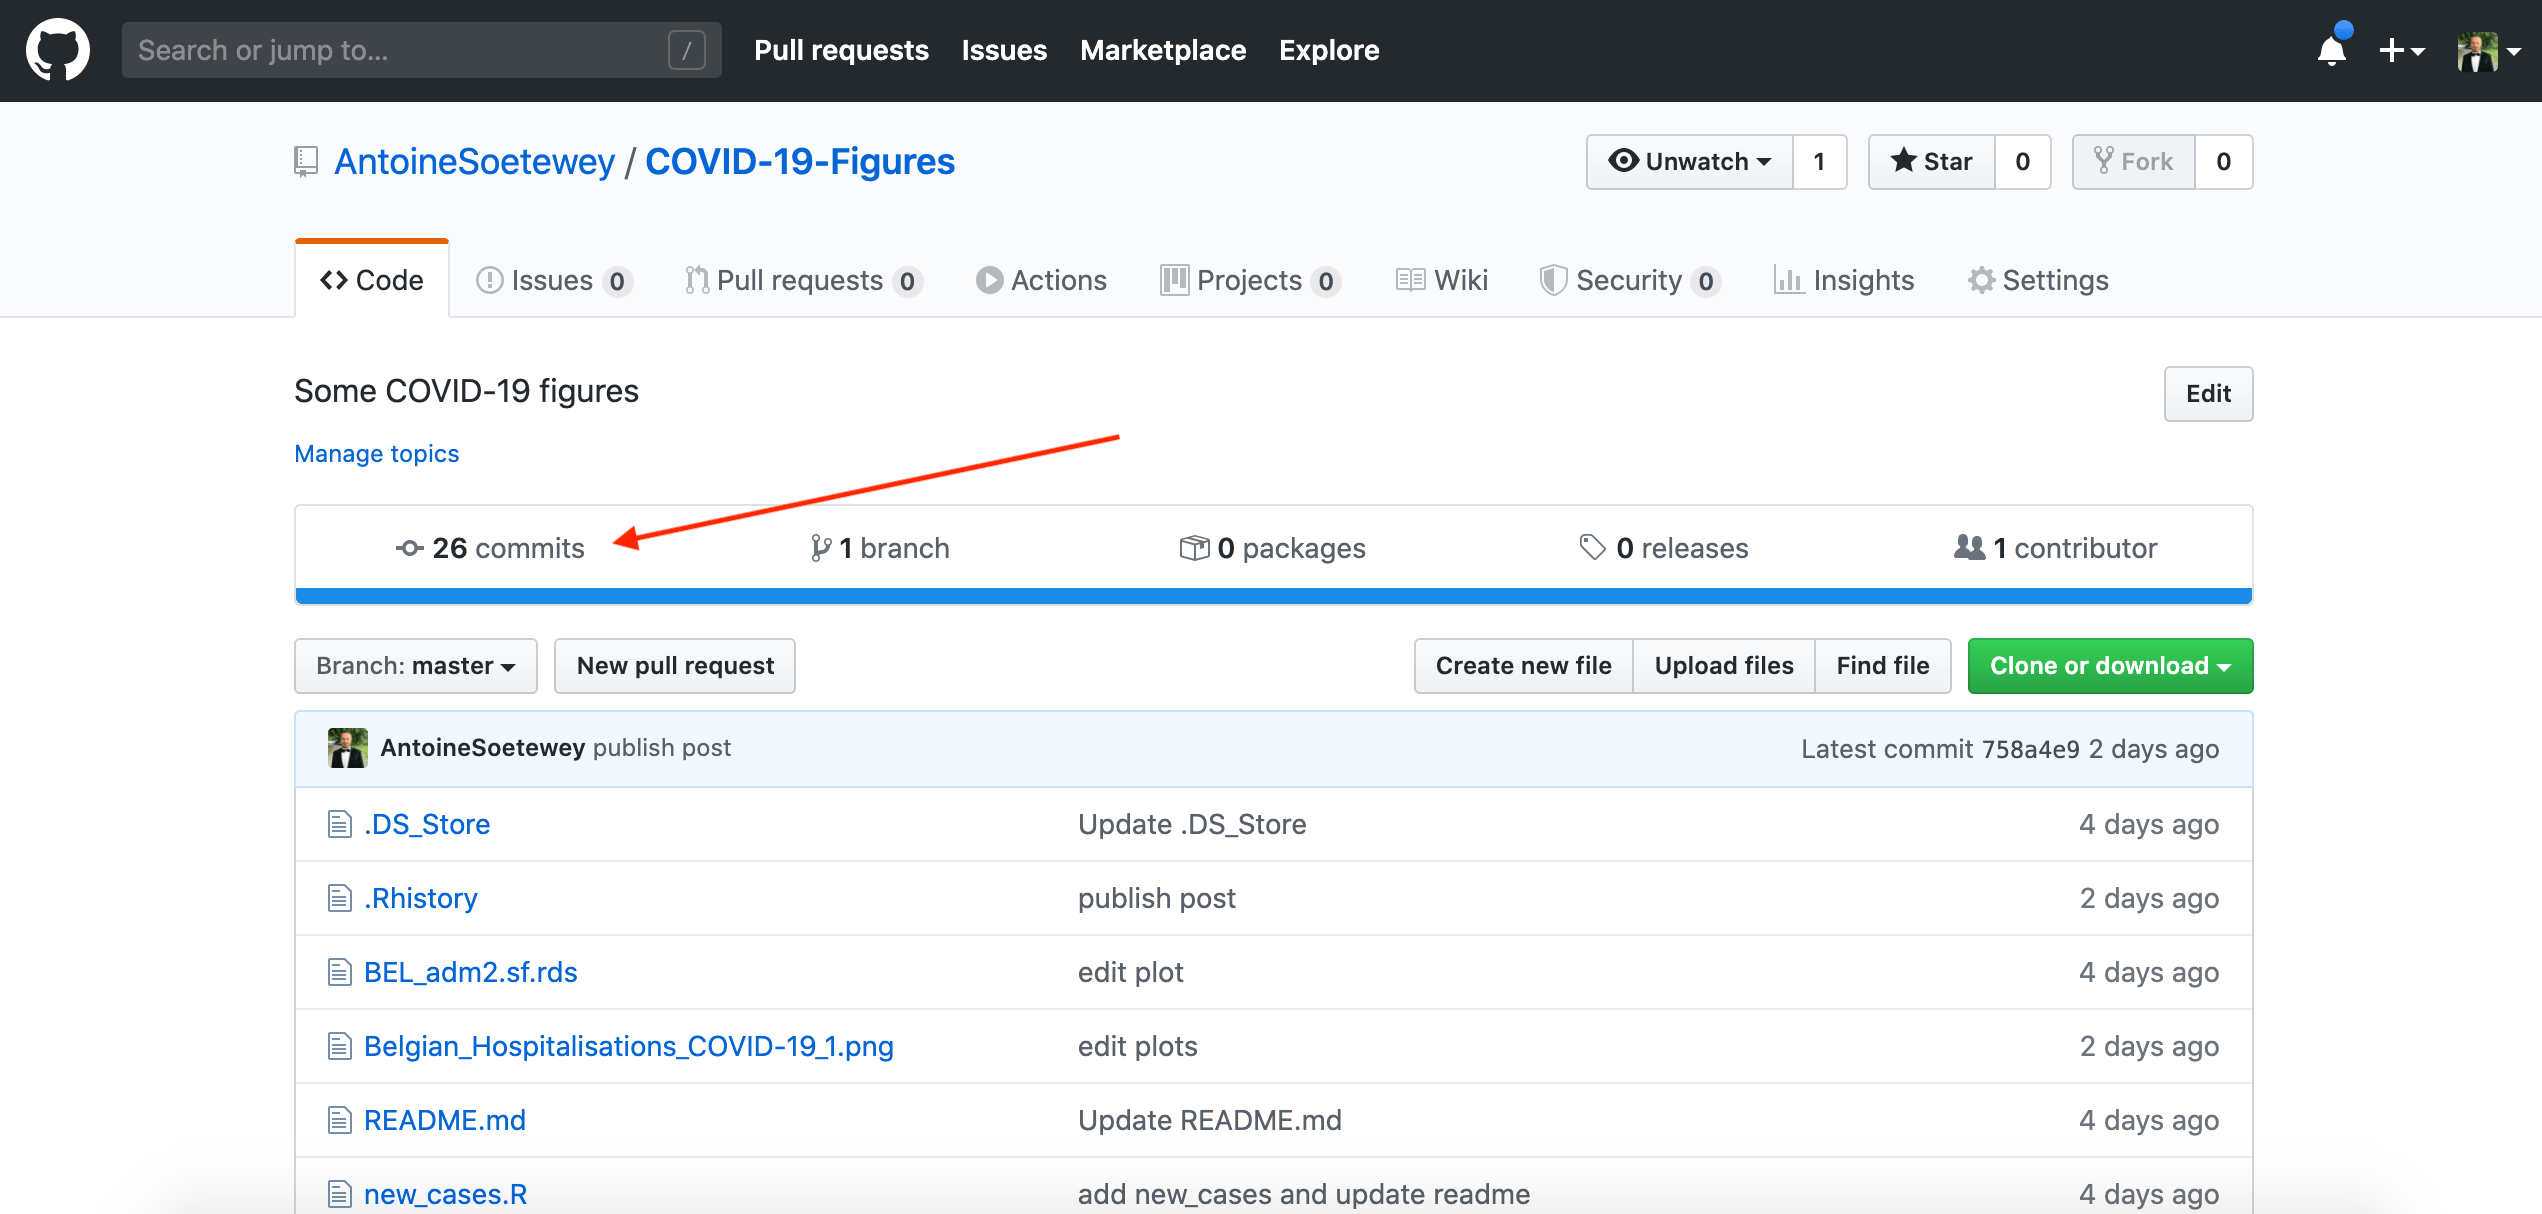 Search or jump to... / Pull requests Issues Marketplace Explore
AntoineSoetewey / COVID-19-Figures Unwatch 1 Star 0 Fork 0
Code Issues 0 Pull requests 0 Actions Projects 0 Wiki Security 0 Insights Settings
Some COVID-19 figures Edit
Manage topics
26 commits 1 branch 0 packages 0 releases 1 contributor
Branch: master New pull request Create new file Upload files Find file Clone or download
AntoineSoetewey publish post Latest commit 758a4e9 2 days ago
.DS_Store Update .DS_Store 4 days ago
.Rhistory publish post 2 days ago
BEL_adm2.sf.rds edit plot 4 days ago
Belgian_Hospitalisations_COVID-19_1.png edit plots 2 days ago
README.md Update README.md 4 days ago
new_cases.R add new_cases and update readme 4 days ago